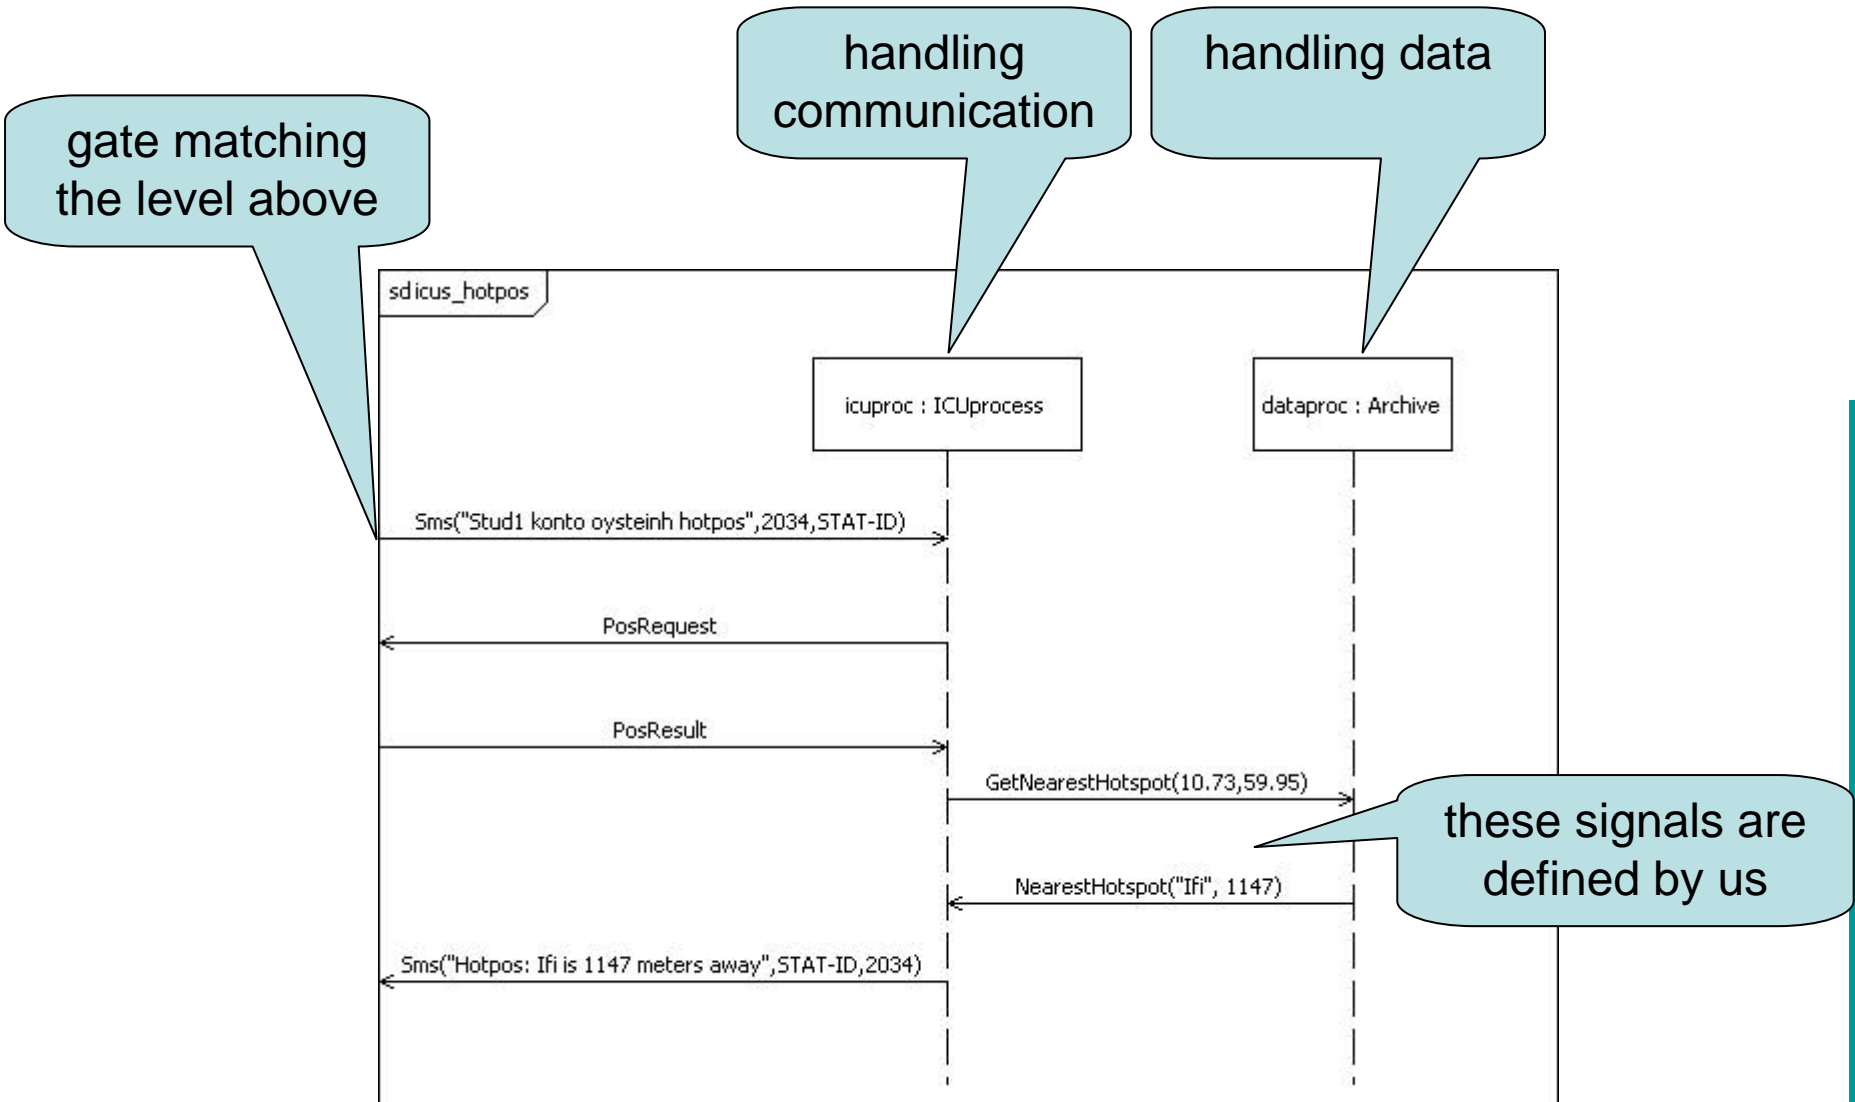 handling
communication
handling data
gate matching
the level above
sd icus_hotpos
icuproc : ICUprocess
dataproc : Archive
Sms("Stud1 konto oysteinh hotpos",2034,STAT-ID)
PosRequest
PosResult
GetNearestHotspot(10.73,59.95)
these signals are
defined by us
NearestHotspot("Ifi", 1147)
Sms("Hotpos: Ifi is 1147 meters away",STAT-ID,2034)